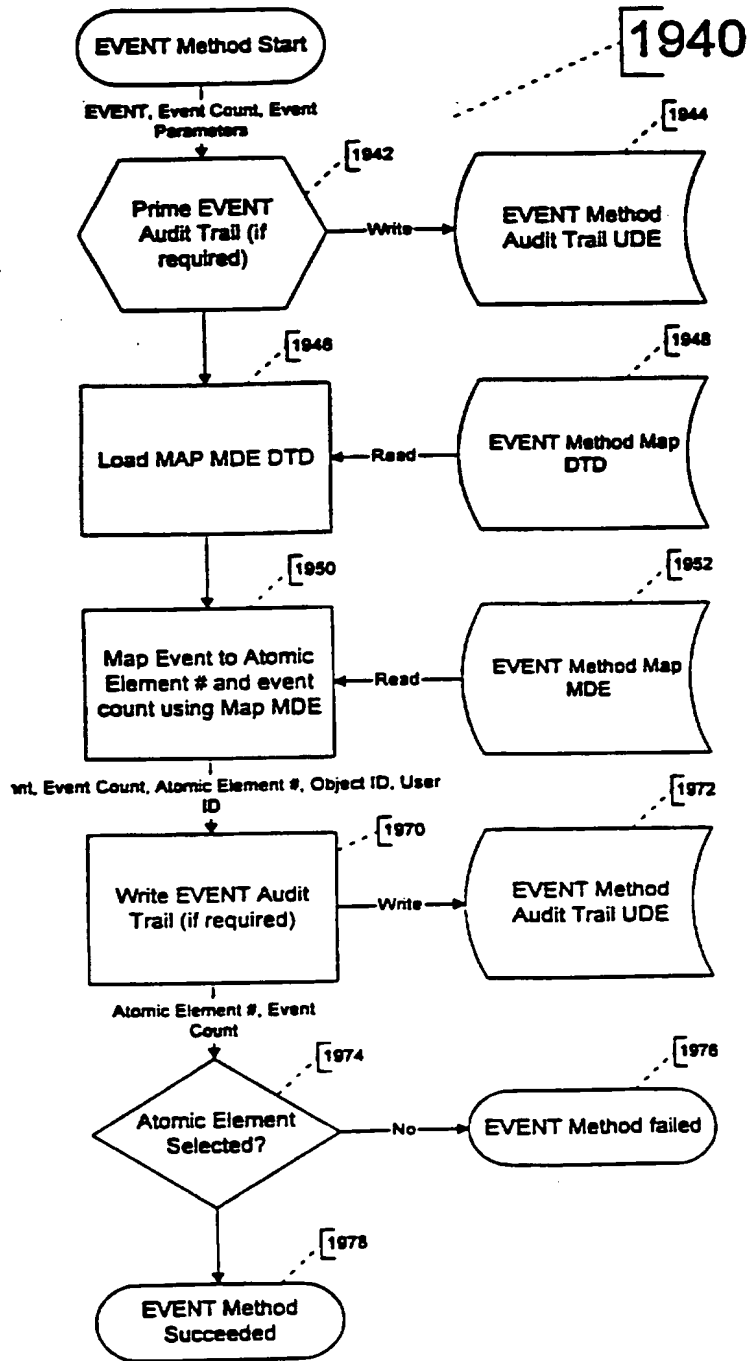 EVENT Method Start
1940
EVENT, Event Count, Event
Parameters
1942
1944
Prime EVENT
Audit Trail (if
required)
Write
EVENT Method
Audit Trail UDE
1946
1948
Load MAP MDE DTD
Read
EVENT Method Map
DTD
1950
1952
Map Event to Atomic
Element # and event
count using Map MDE
Read
EVENT Method Map
MDE
Event Count, Atomic Element #, Object ID, User
ID
1970
1972
Write EVENT Audit
Trail (if required)
Write
EVENT Method
Audit Trail UDE
Atomic Element #, Event
Count
1974
1976
Atomic Element
Selected?
No
EVENT Method failed
1978
EVENT Method
Succeeded